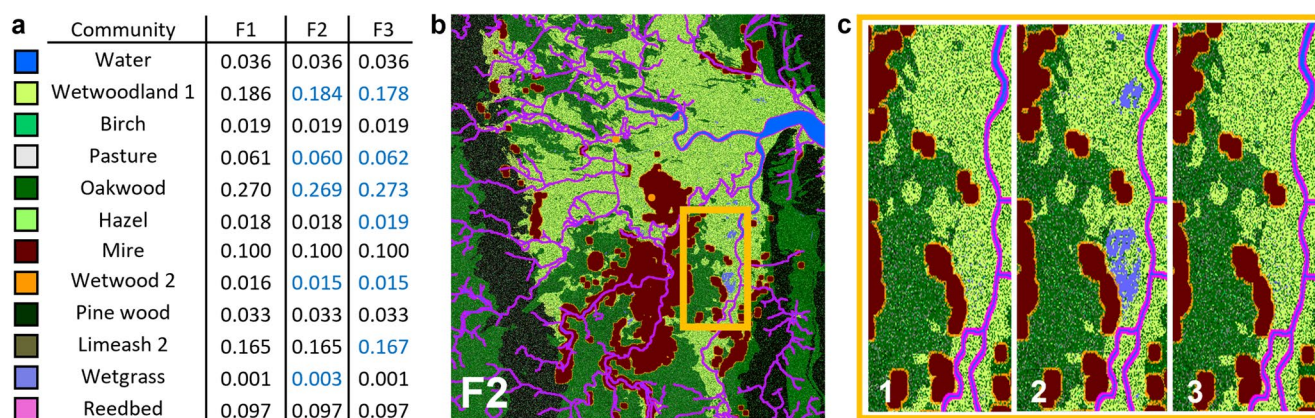 a
Community F1 F2 F3
Water 0.036 0.036 0.036
Wetwoodland 1 0.186 0.184 0.178
Birch 0.019 0.019 0.019
Pasture 0.061 0.060 0.062
Oakwood 0.270 0.269 0.273
Hazel 0.018 0.018 0.019
Mire 0.100 0.100 0.100
Wetwood 2 0.016 0.015 0.015
Pine wood 0.033 0.033 0.033
Limeash 2 0.165 0.165 0.167
Wetgrass 0.001 0.003 0.001
Reedbed 0.097 0.097 0.097
b
F2
c
1
2
3